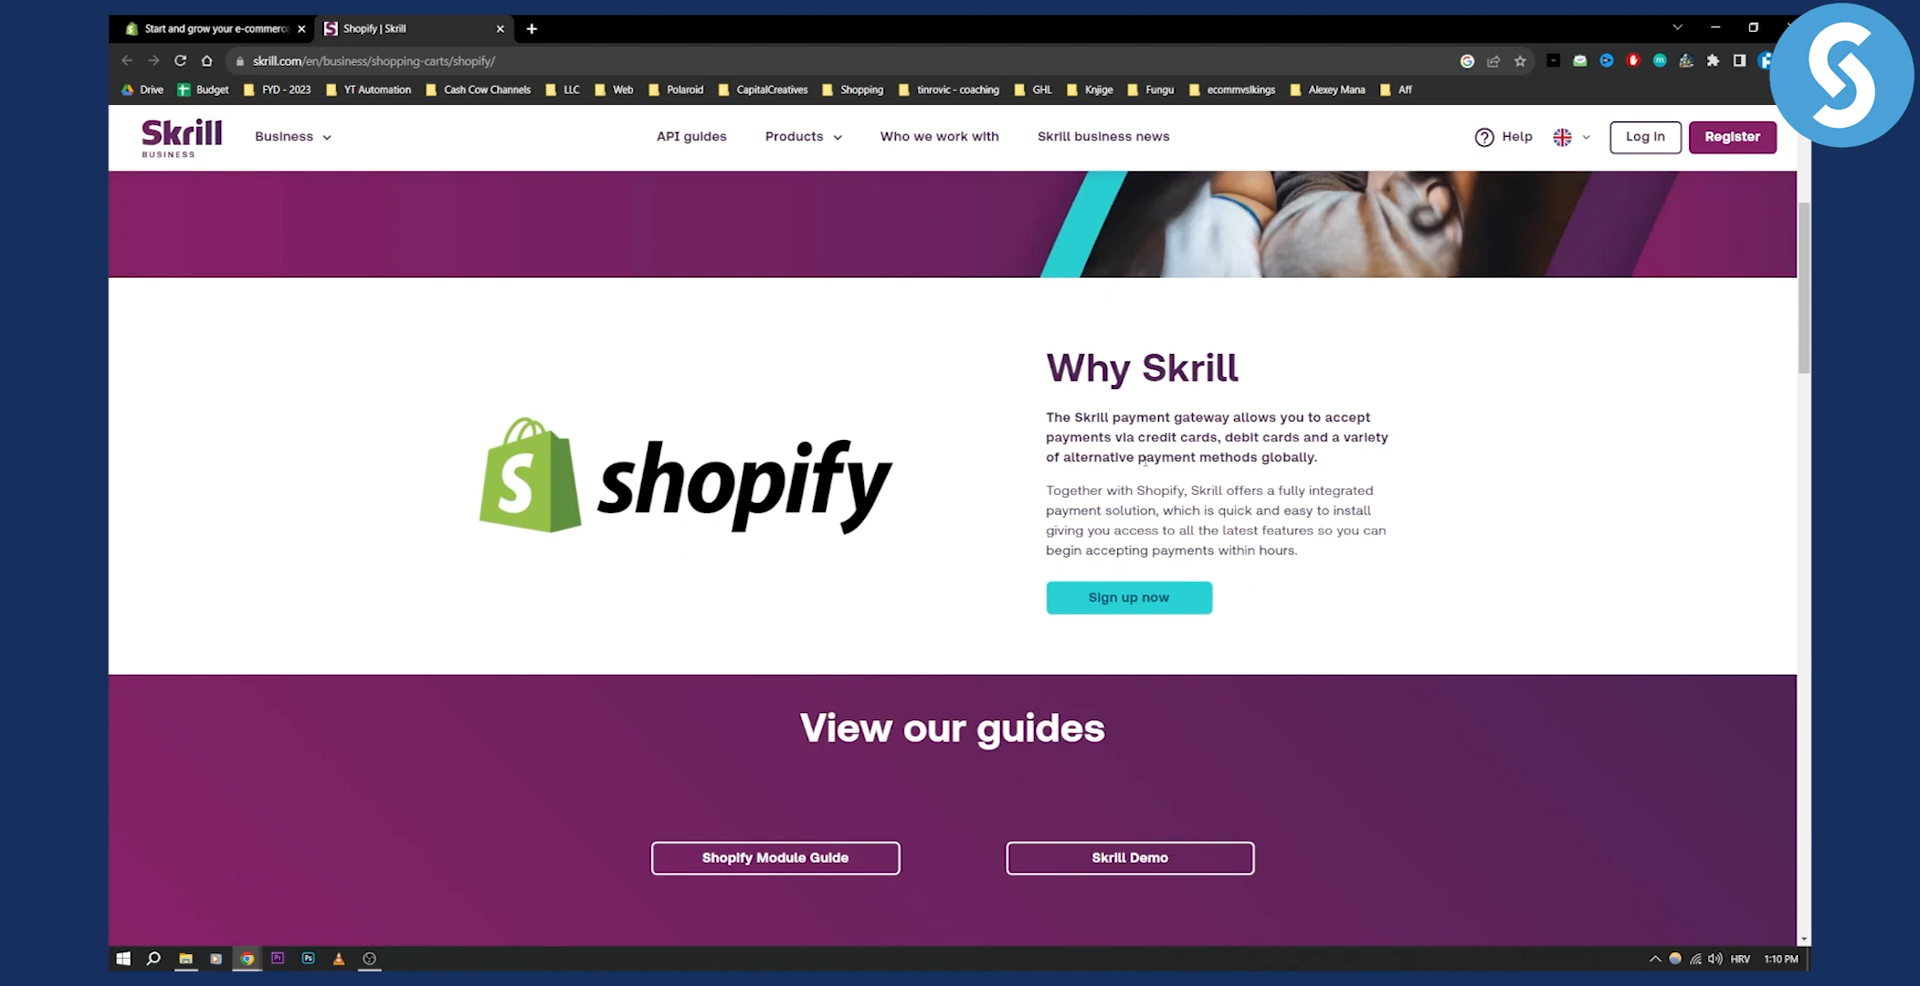 Start and grow your e-commerce
Shopify | Skrill
skrill.com/en/business/shopping-carts/shopify/
Drive
Budget
FYD - 2023
YT Automation
Cash Cow Channels
LLC
Web
Polaroid
CapitalCreatives
Shopping
tinrovic - coaching
GHL
Knjige
Fungu
ecommvslkings
Alexey Mana
Aff
Skrill
BUSINESS
Business
API guides
Products
Who we work with
Skrill business news
Help
Log in
Register
Why Skrill
The Skrill payment gateway allows you to accept
payments via credit cards, debit cards and a variety
of alternative payment methods globally.
shopify
Together with Shopify, Skrill offers a fully integrated
payment solution, which is quick and easy to install
giving you access to all the latest features so you can
begin accepting payments within hours.
Sign up now
View our guides
Shopify Module Guide
Skrill Demo
HRV
1:10 PM